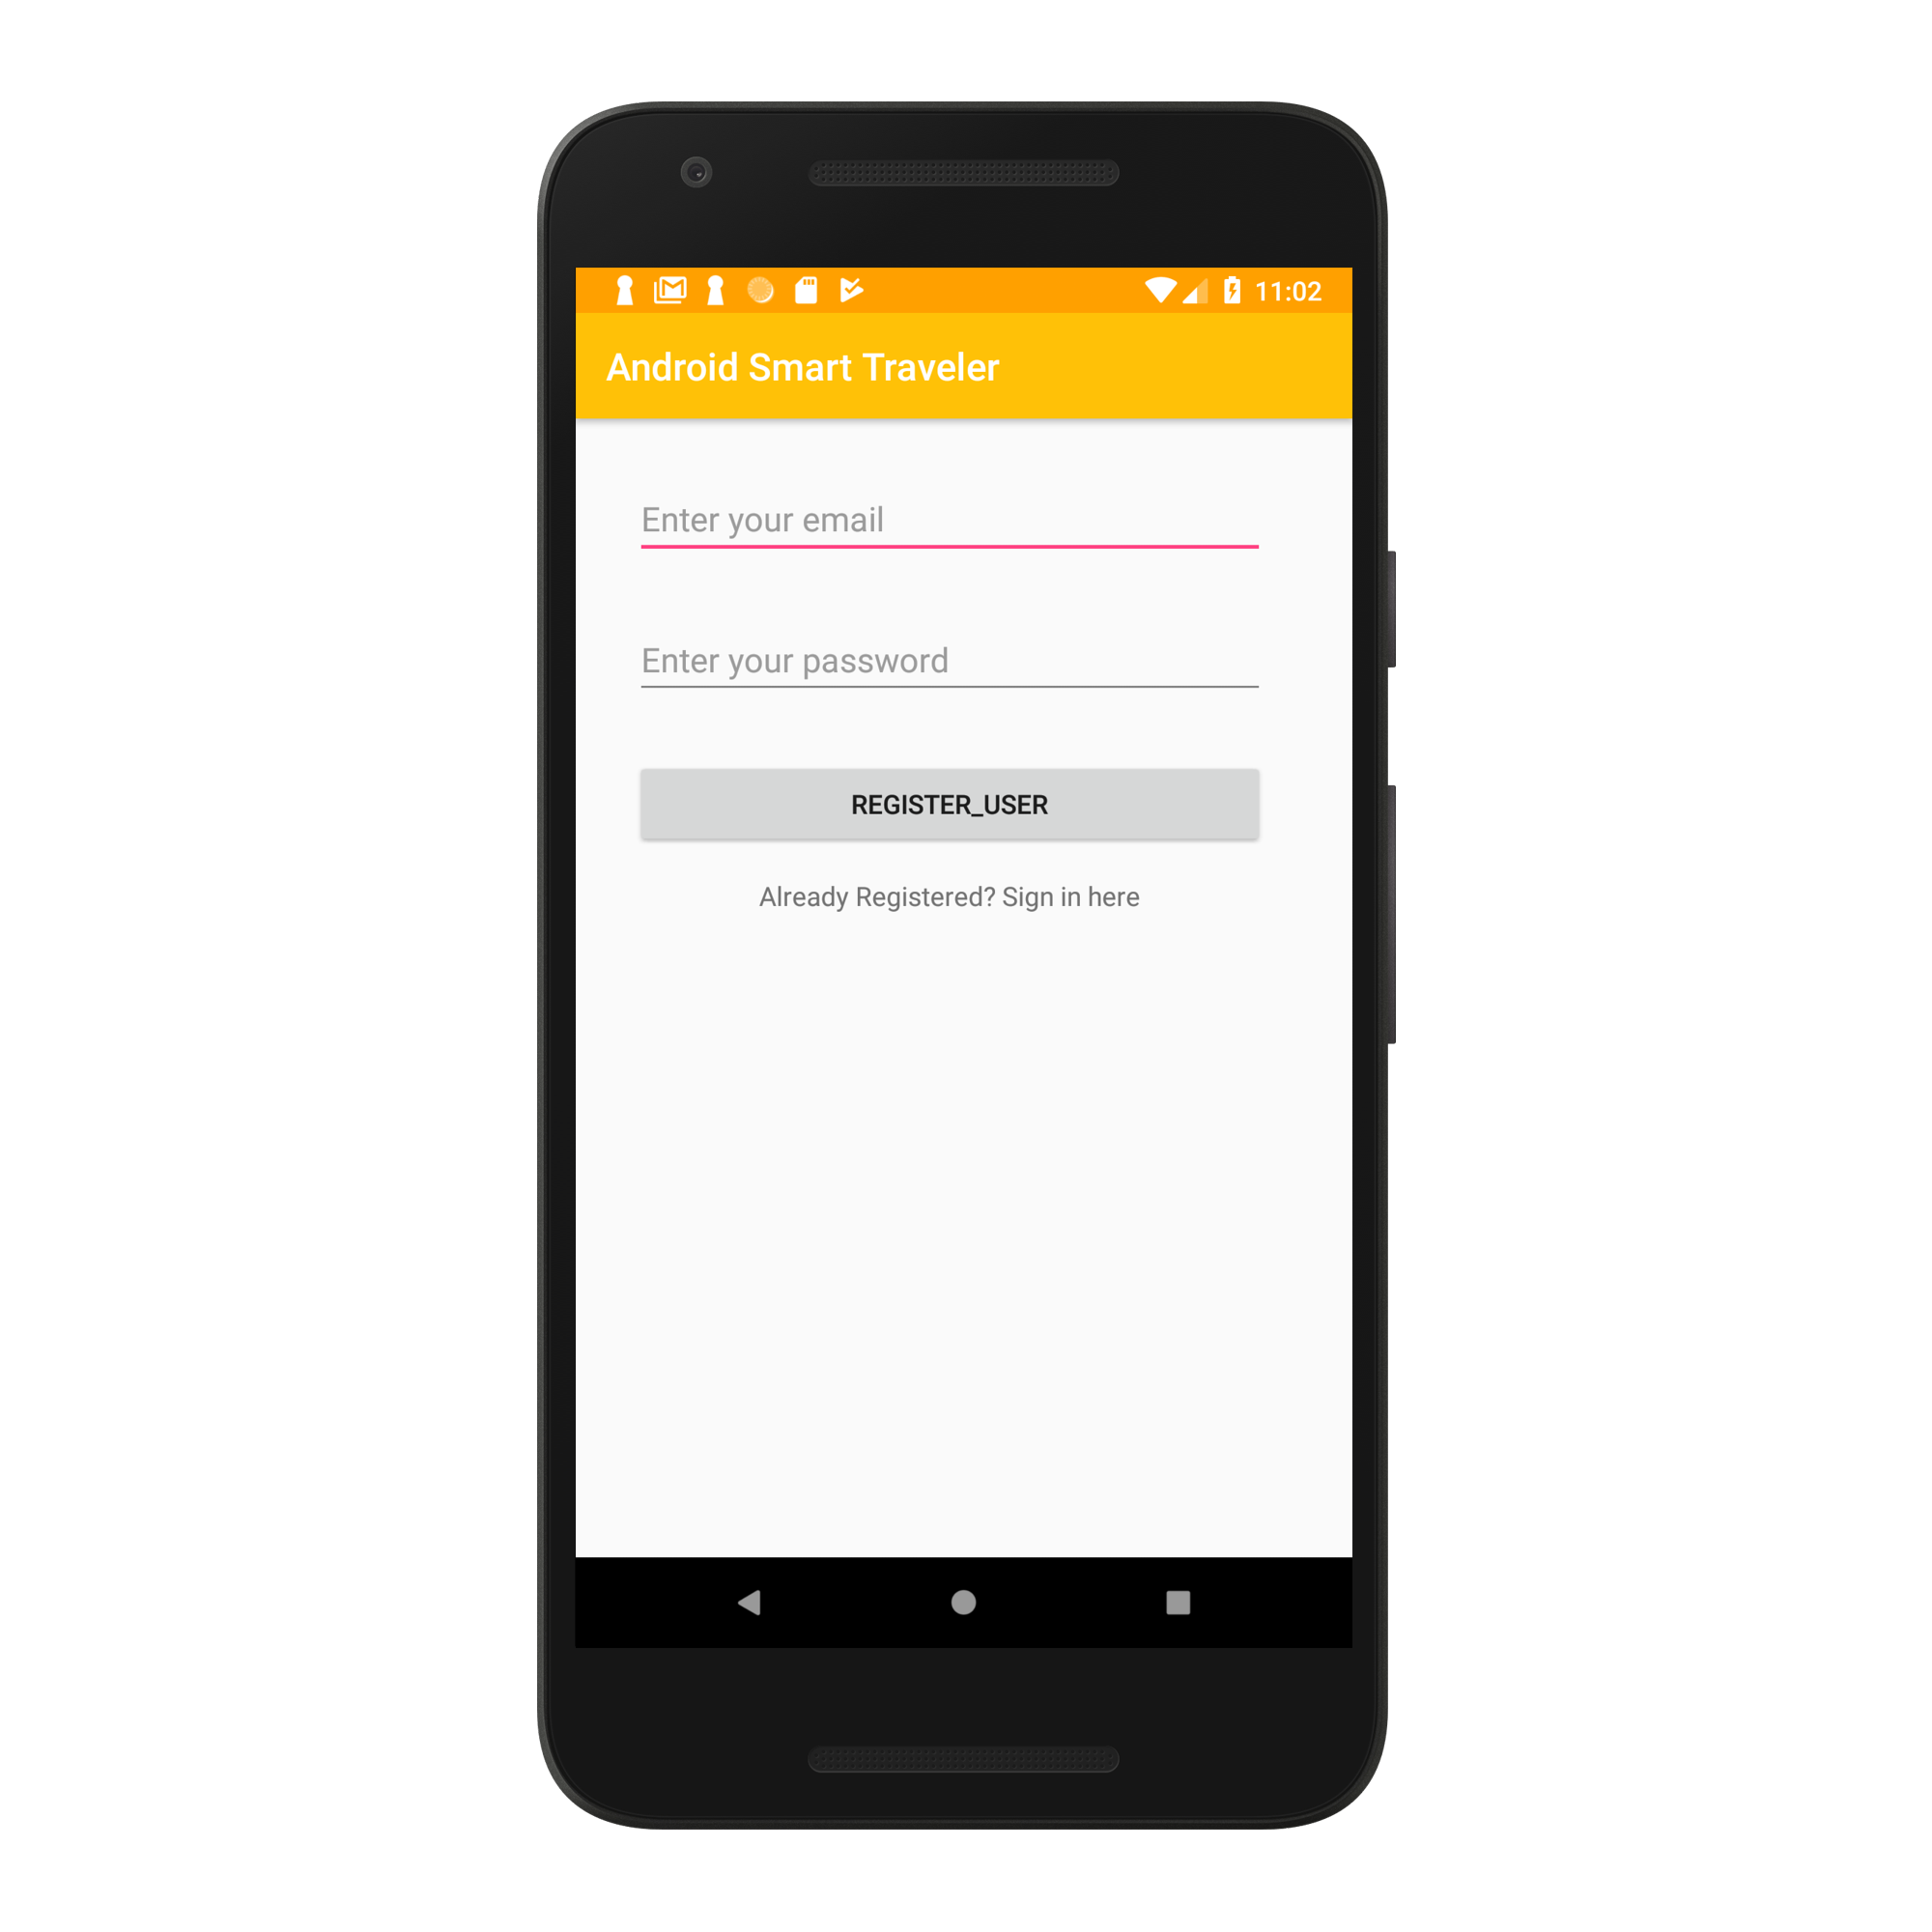 11:02
Android Smart Traveler
Enter your email
Enter your password
REGISTER_USER
Already Registered? Sign in here